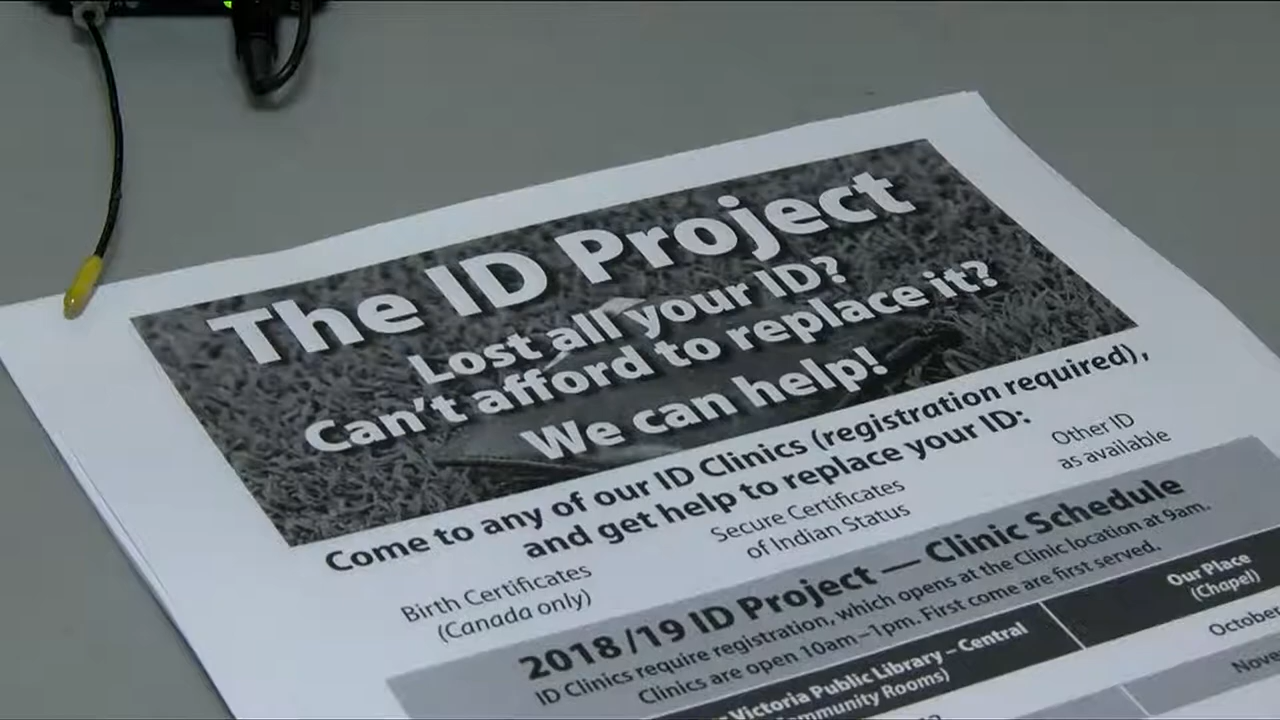 The ID Project
Lost all your ID?
Can't afford to replace it?
We can help!
Come to any of our ID Clinics (registration required),
and get help to replace your ID:
Birth Certificates
(Canada only)
Secure Certificates
of Indian Status
Other ID
as available
2018/19 ID Project — Clinic Schedule
ID Clinics require registration, which opens at the Clinic location at 9am.
Clinics are open 10am–1pm. First come are first served.
Victoria Public Library – Central
Rooms)
Our Place
(Chapel)
October